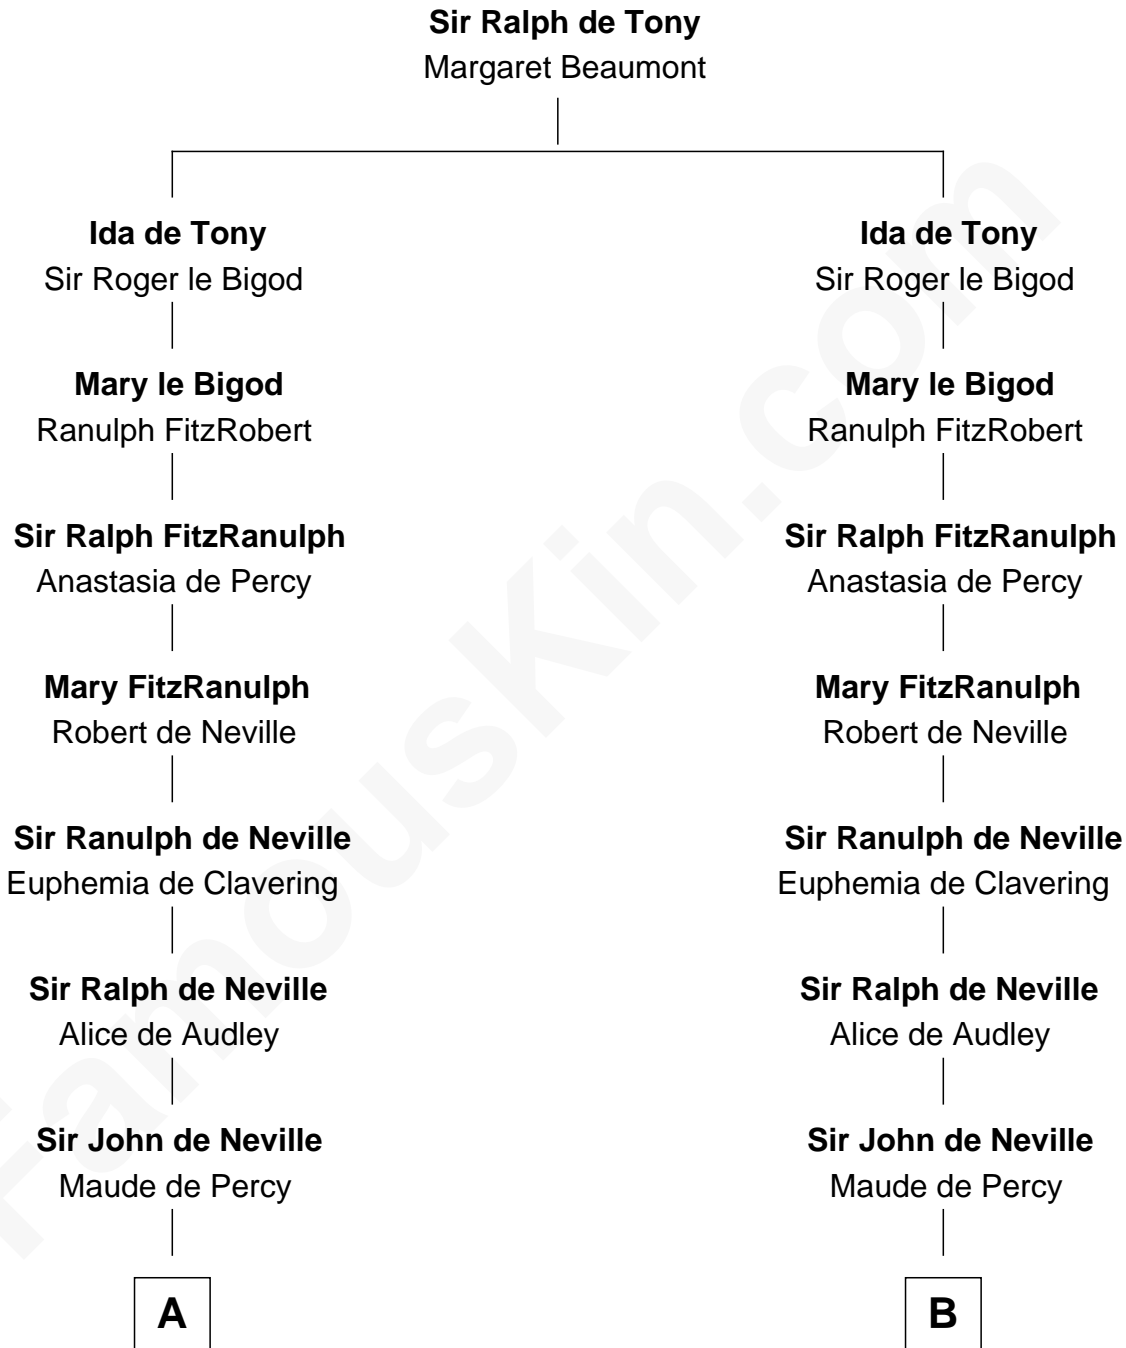 Sir Ralph de Tony
Margaret Beaumont
Ida de Tony
Sir Roger le Bigod
Mary le Bigod
Ranulph FitzRobert
Sir Ralph FitzRanulph
Anastasia de Percy
Mary FitzRanulph
Robert de Neville
Sir Ranulph de Neville
Euphemia de Clavering
Sir Ralph de Neville
Alice de Audley
Sir John de Neville
Maude de Percy
A
Ida de Tony
Sir Roger le Bigod
Mary le Bigod
Ranulph FitzRobert
Sir Ralph FitzRanulph
Anastasia de Percy
Mary FitzRanulph
Robert de Neville
Sir Ranulph de Neville
Euphemia de Clavering
Sir Ralph de Neville
Alice de Audley
Sir John de Neville
Maude de Percy
B
FamousKin.com